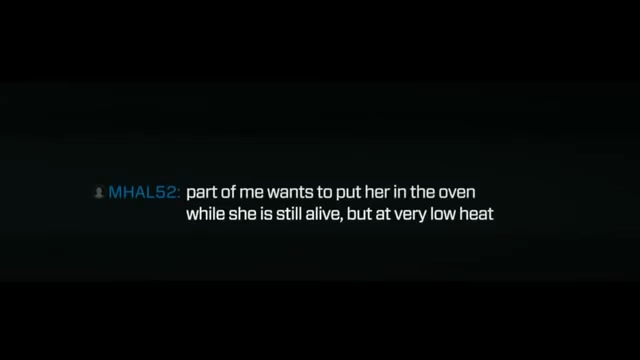 MHAL52: part of me wants to put her in the oven
while she is still alive, but at very low heat